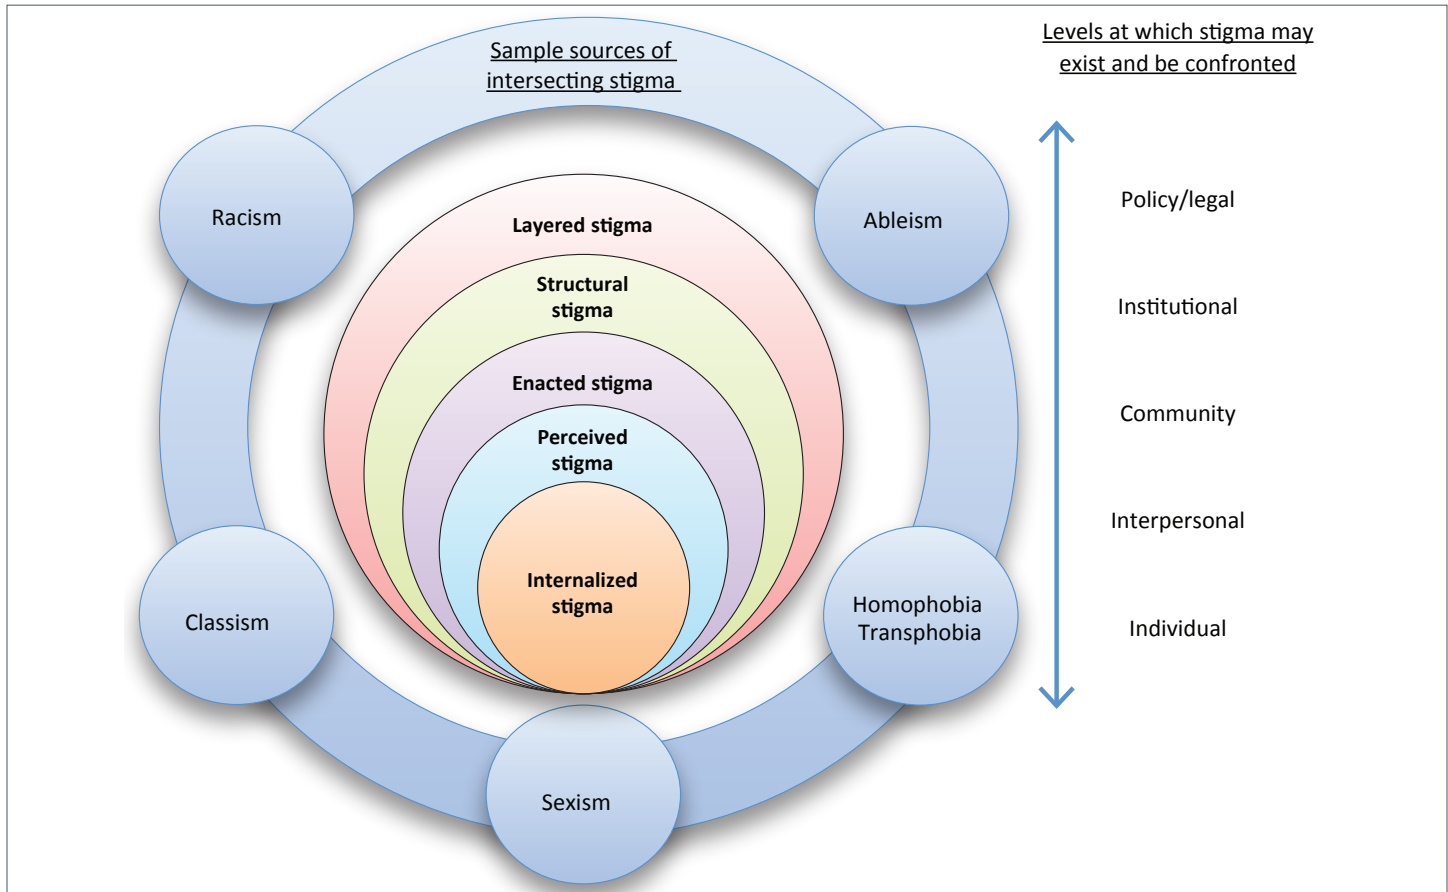 Sample sources of
intersecting stigma
Levels at which stigma may
exist and be confronted
Racism
Ableism
Classism
Homophobia
Transphobia
Sexism
Layered stigma
Structural
stigma
Enacted stigma
Perceived
stigma
Internalized
stigma
Policy/legal
Institutional
Community
Interpersonal
Individual